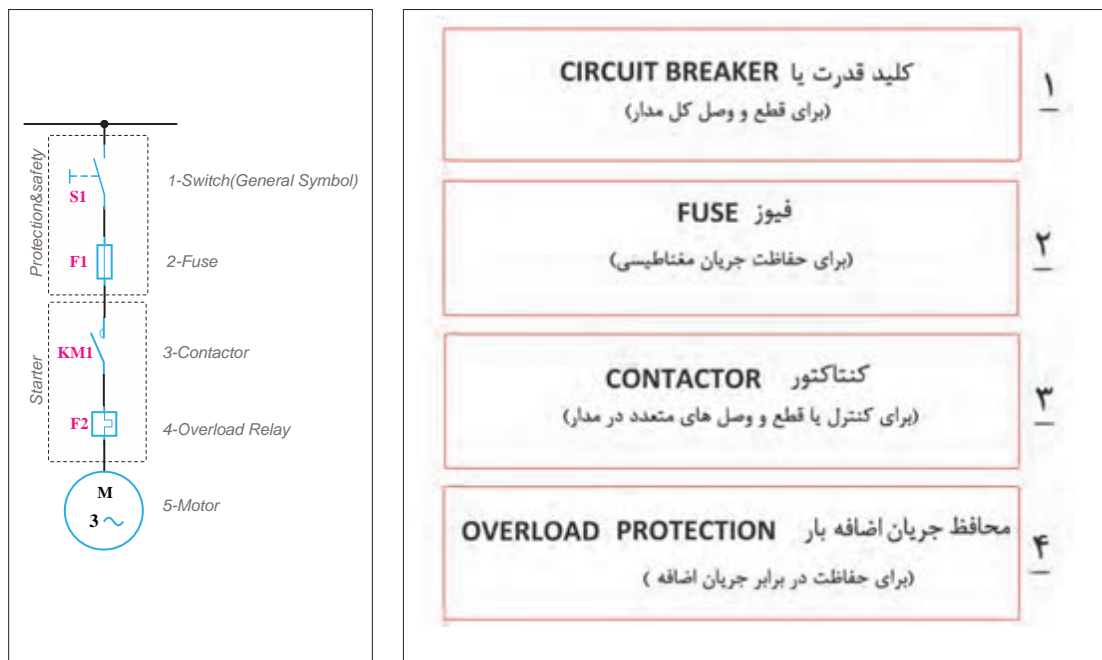 Protection&safety
S1
1-Switch(General Symbol)
F1
2-Fuse
Starter
KM1
3-Contactor
F2
4-Overload Relay
M
3
5-Motor
۱
کلید قدرت یا CIRCUIT BREAKER
(برای قطع و وصل کل مدار)
۲
فیوز FUSE
(برای حفاظت جریان مغناطیسی)
۳
کنتاکتور CONTACTOR
(برای کنترل یا قطع و وصل های متعدد در مدار)
۴
محافظ جریان اضافه بار OVERLOAD PROTECTION
(برای حفاظت در برابر جریان اضافه )